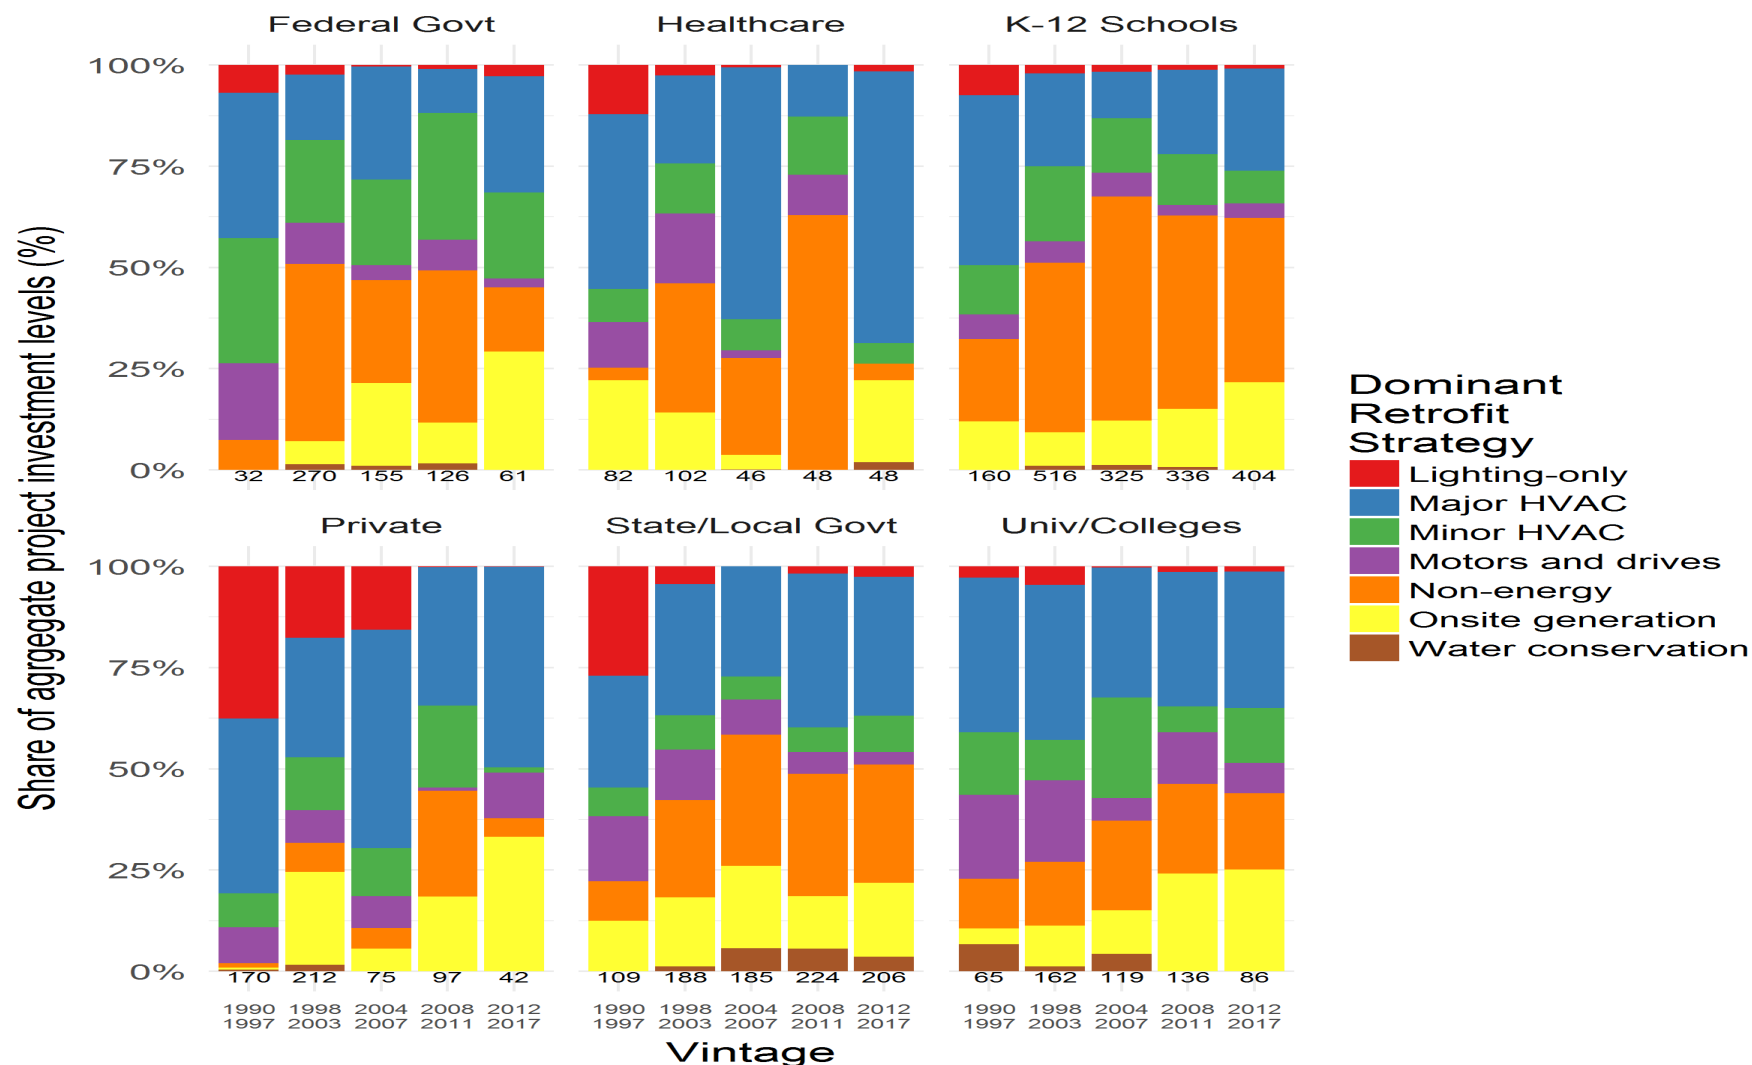 Federal Govt
Healthcare
K-12 Schools
100%
75%
50%
25%
0%
32 270 155 126 61
82 102 46 48 48
160 516 325 336 404
Private
State/Local Govt
Univ/Colleges
100%
75%
50%
25%
0%
170 212 75 97 42
109 188 185 224 206
65 162 119 136 86
1990 1998 2004 2008 2012
1997 2003 2007 2011 2017
1990 1998 2004 2008 2012
1997 2003 2007 2011 2017
1990 1998 2004 2008 2012
1997 2003 2007 2011 2017
Vintage
Share of agrgegate project investment levels (%)
Dominant
Retrofit
Strategy
Lighting-only
Major HVAC
Minor HVAC
Motors and drives
Non-energy
Onsite generation
Water conservation